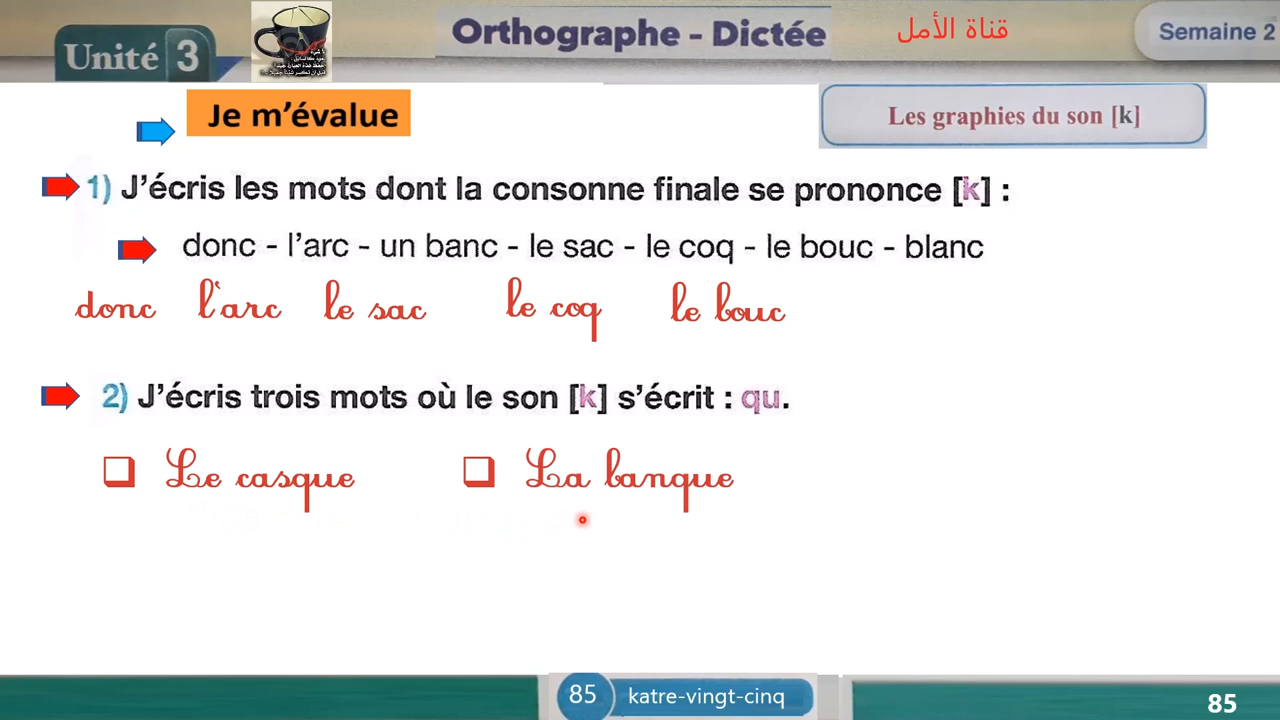 Unité 3
Orthographe - Dictée
قناة الأمل
Semaine 2
Je m'évalue
Les graphies du son [k]
1) J'écris les mots dont la consonne finale se prononce [k] :
donc - l'arc - un banc - le sac - le coq - le bouc - blanc
donc l'arc le sac le coq le bouc
2) J'écris trois mots où le son [k] s'écrit : qu.
Le casque La banque
85 katre-vingt-cinq
85